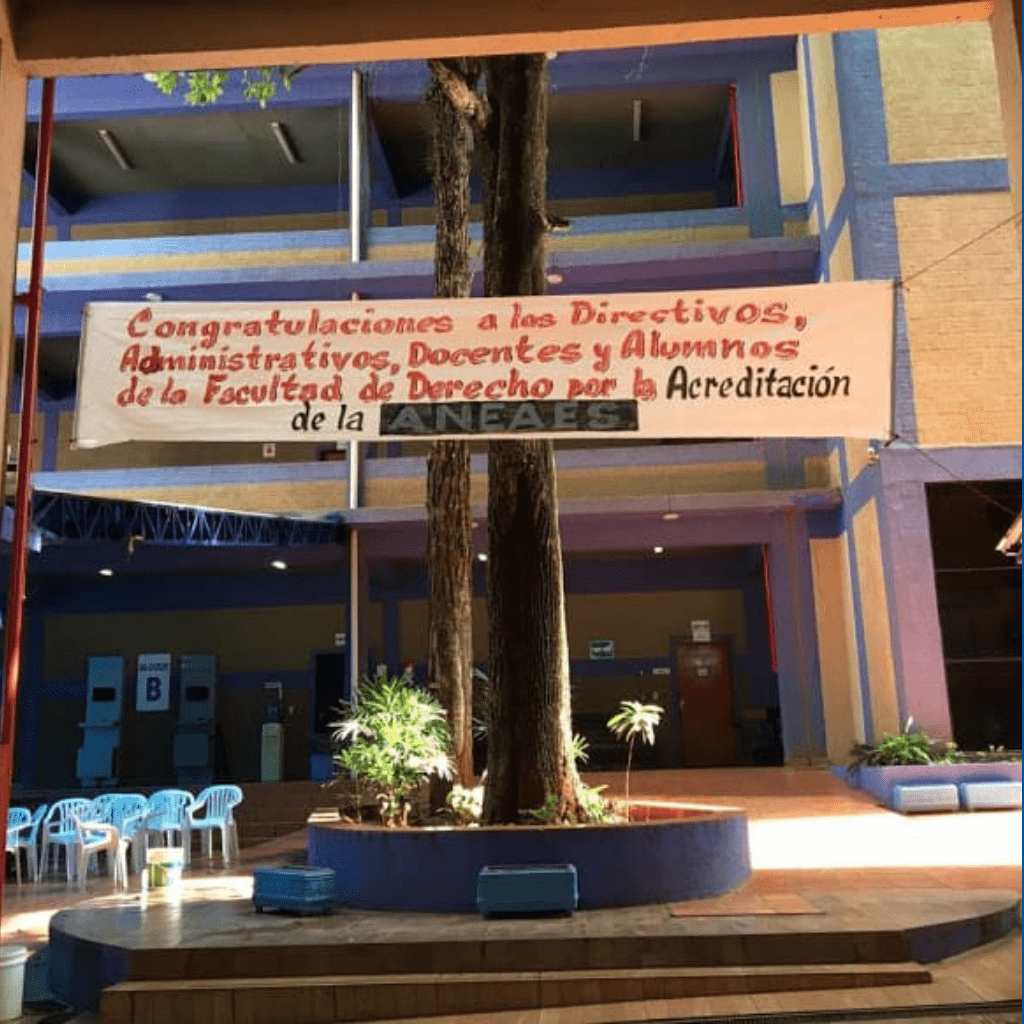 Congratulaciones a los Directivos,
Administrativos, Docentes y Alumnos
de la Facultad de Derecho por la Acreditación
de la ANEAES
B